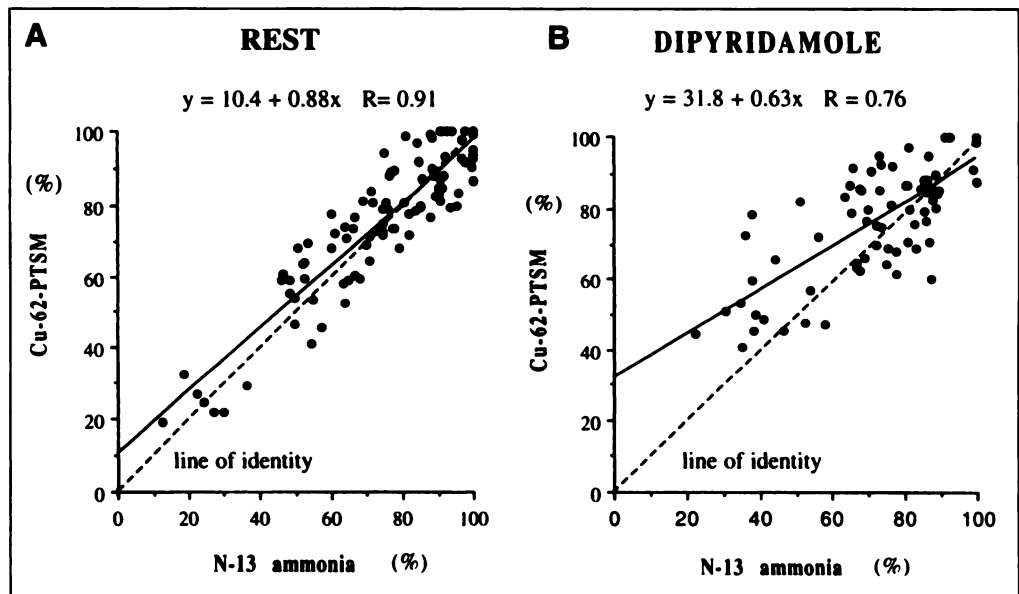 A REST
y = 10.4 + 0.88x R= 0.91
100
(%)
80
60
40
20
0
Cu-62-PTSM
line of identity
0 20 40 60 80 100
N-13 ammonia (%)
B DIPYRIDAMOLE
y = 31.8 + 0.63x R = 0.76
100
80
(%)
60
40
20
0
Cu-62-PTSM
line of identity
0 20 40 60 80 100
N-13 ammonia (%)